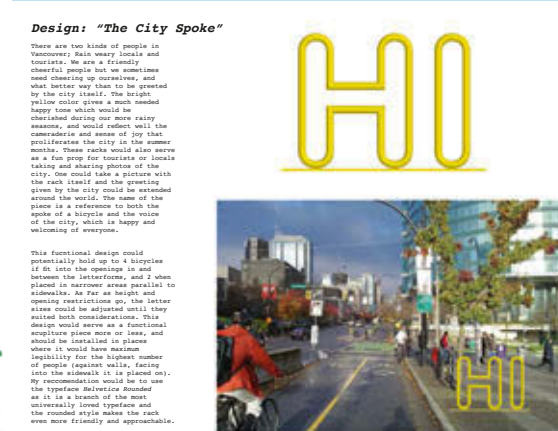 Design: “The City Spoke”
There are two kinds of people in
Vancouver; Rain weary locals and
tourists. We are a friendly
cheerful people but we sometimes
need cheering up ourselves, and
what better way than to be greeted
by the city itself. The bright
yellow color gives a much needed
happy tone which would be
cherished during our more rainy
seasons, and would reflect well the
cameraderie and sense of joy that
proliferates the city in the summer
months. These racks would also serve
as a fun prop for tourists or locals
taking and sharing photos of the
city. One could take a picture with
the rack itself and the greeting
given by the city could be extended
around the world. The name of the
piece is a reference to both the
spoke of a bicycle and the voice
of the city, which is happy and
welcoming of everyone.
This fucntional design could
potentially hold up to 4 bicycles
if fit into the openings in and
between the letterforms, and 2 when
placed in narrower areas parallel to
sidewalks. As Far as height and
opening restrictions go, the letter
sizes could be adjusted until they
suited both considerations. This
design would serve as a functional
scuplture piece more or less, and
should be installed in places
where it would have maximum
legibility for the highest number
of people (against walls, facing
into the sidewalk it is placed on).
My reccomendation would be to use
the typeface Helvetica Rounded
as it is a branch of the most
universally loved typeface and
the rounded style makes the rack
even more friendly and approachable.
HI
HI